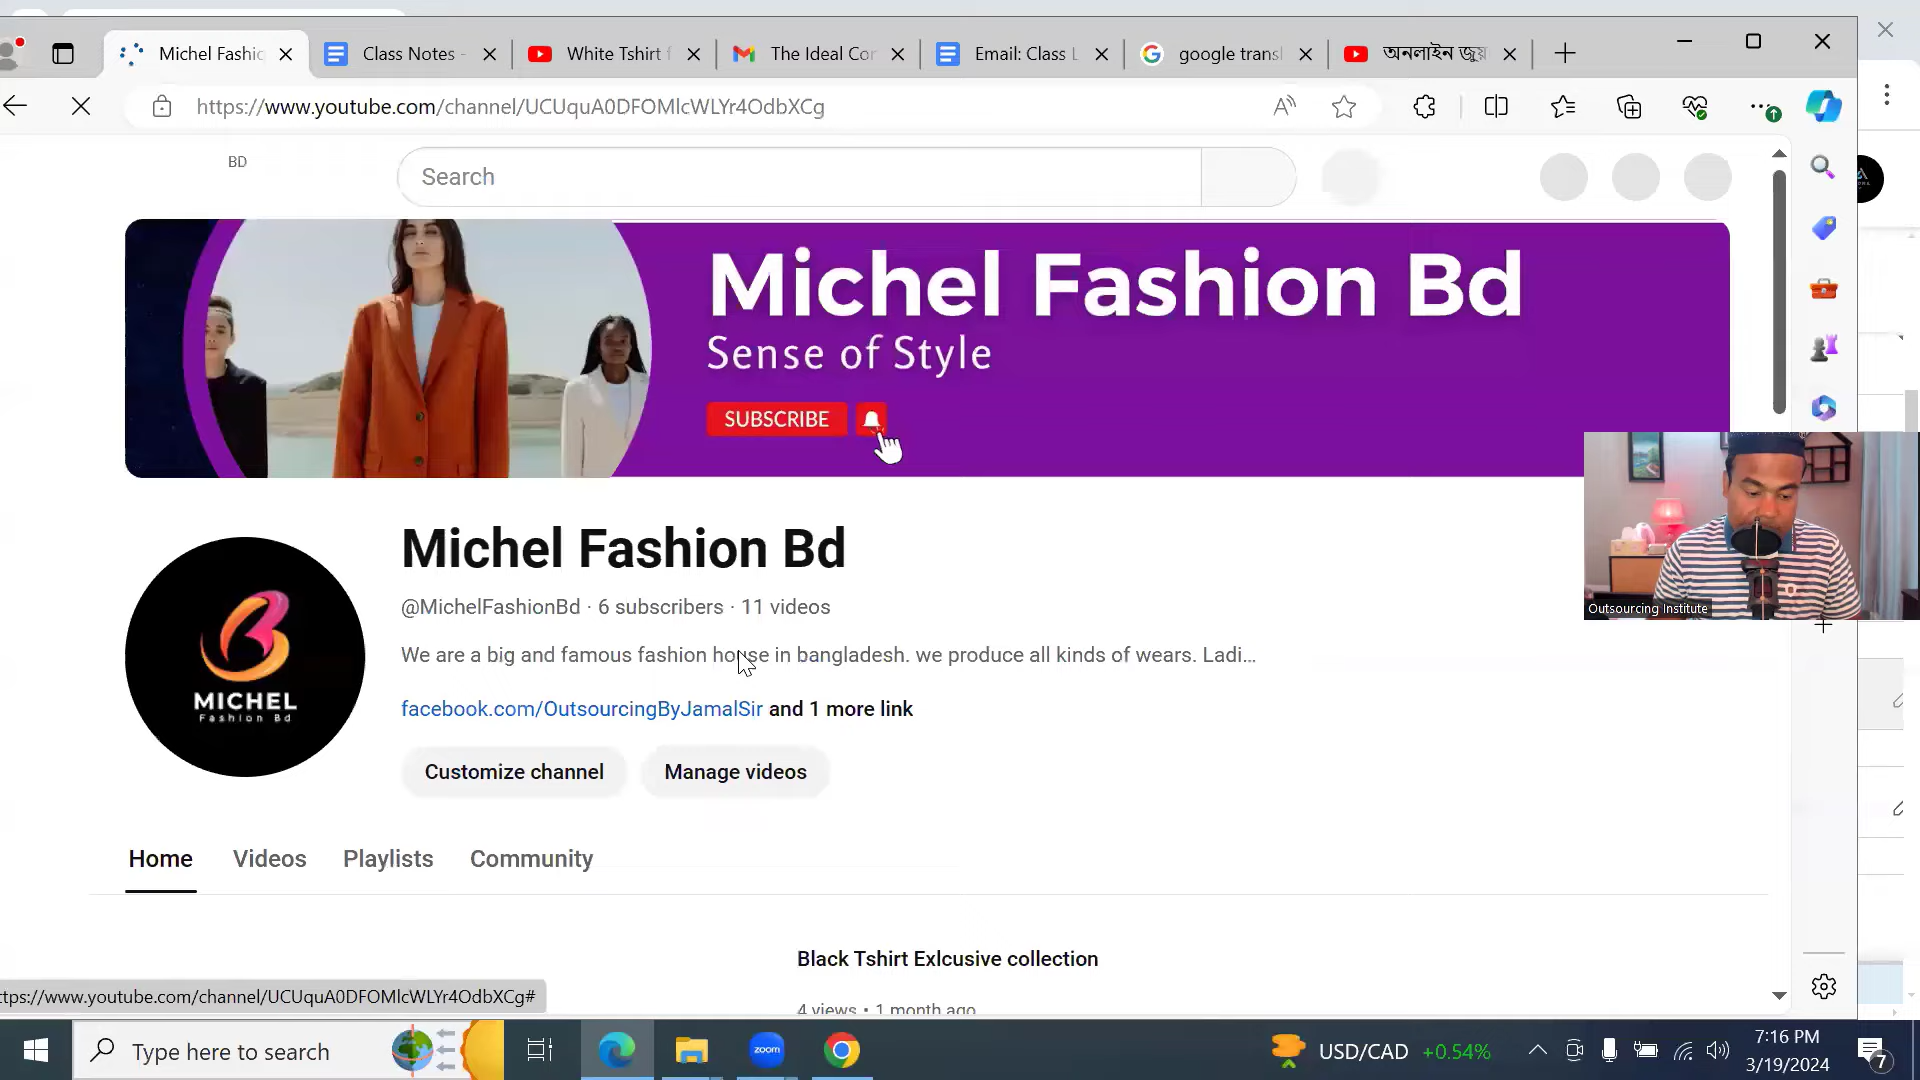 Michel Fashic
Class Notes -
White Tshirt f
The Ideal Cor
Email: Class L
google transl
অনলাইন জুয়
https://www.youtube.com/channel/UCUquA0DFOMlcWLYr4OdbXCg
BD
Search
Michel Fashion Bd
Sense of Style
SUBSCRIBE
Michel Fashion Bd
@MichelFashionBd · 6 subscribers · 11 videos
We are a big and famous fashion house in bangladesh. we produce all kinds of wears. Ladi...
facebook.com/OutsourcingByJamalSir and 1 more link
MICHEL
Fashion Bd
Outsourcing Institute
Customize channel
Manage videos
Home
Videos
Playlists
Community
Black Tshirt Exlcusive collection
4 views • 1 month ago
ttps://www.youtube.com/channel/UCUquA0DFOMlcWLYr4OdbXCg#
Type here to search
zoom
USD/CAD +0.54%
7:16 PM
3/19/2024
7